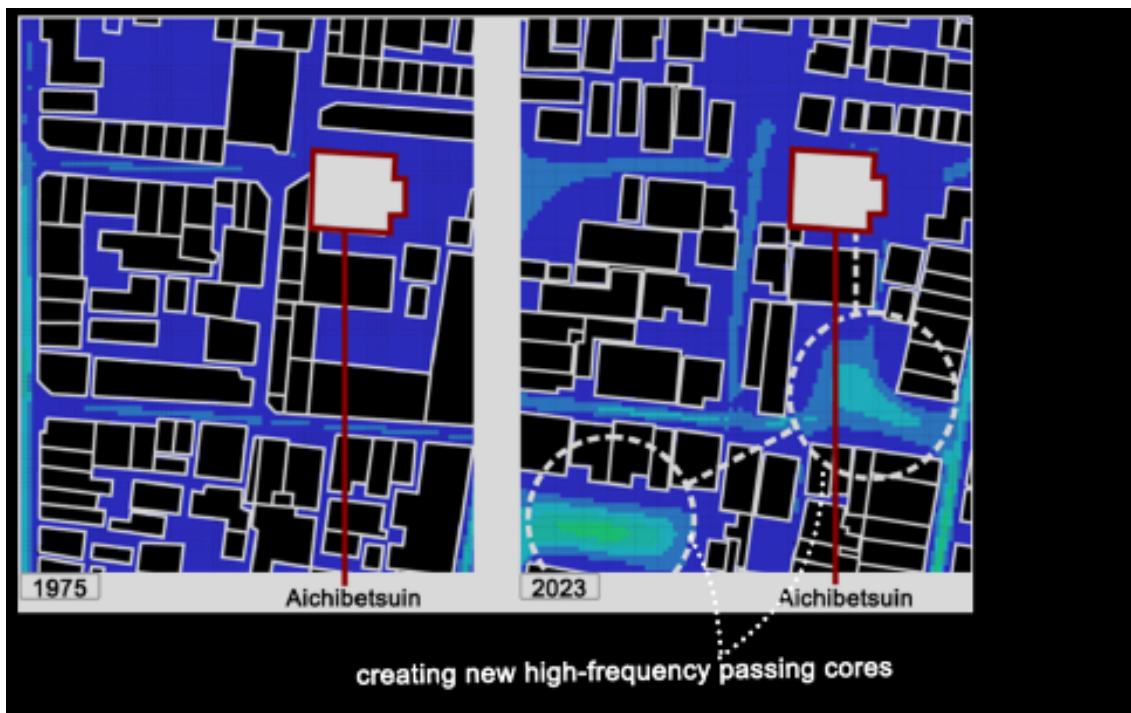 1975
Aichibetsuin
2023
Aichibetsuin
creating new high-frequency passing cores